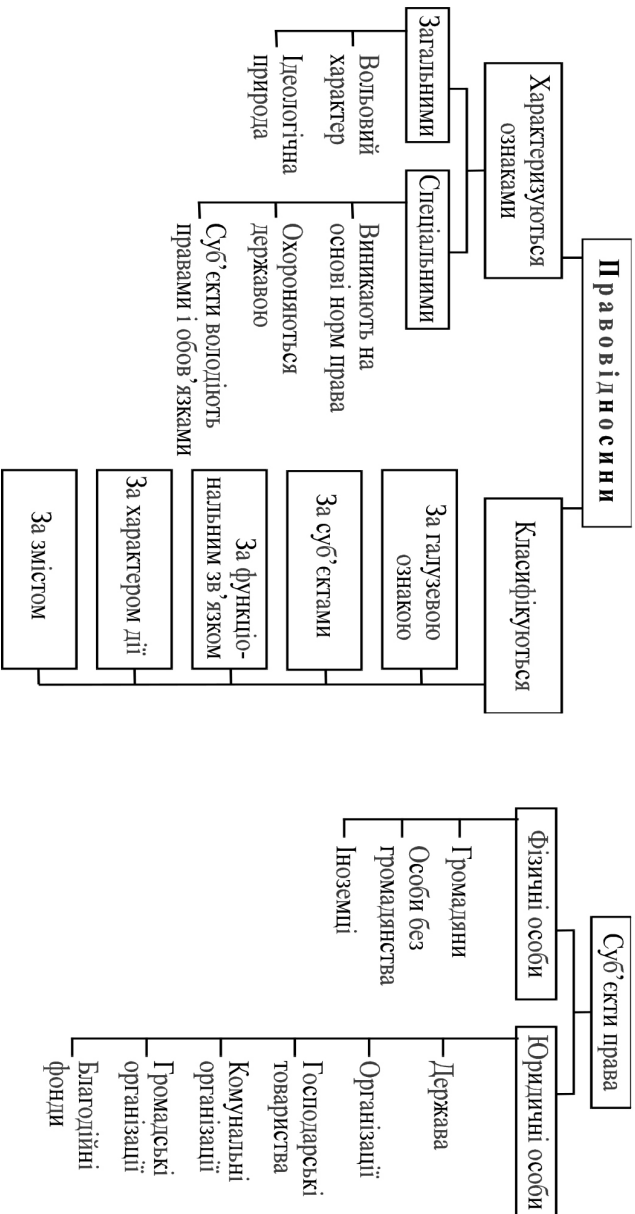 Правовідносини
Характеризуються
ознаками
Загальними
Вольовий
характер
Ідеологічна
природа
Спеціальними
Виникають на
основі норм права
Охороняються
державою
Суб’єкти володіють
правами і обов’язками
Класифікуються
За галузевою
ознакою
За суб’єктами
За функціо-
нальним зв’язком
За характером дії
За змістом
Суб’єкти права
Фізичні особи
Громадяни
Особи без
громадянства
Іноземці
Юридичні особи
Держава
Організації
Господарські
товариства
Комунальні
організації
Громадські
організації
Благодійні
фонди